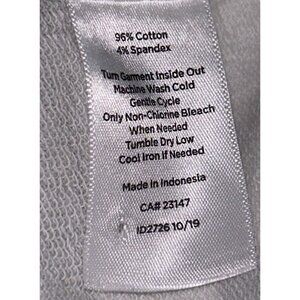 96% Cotton
4% Spandex
Turn Garment Inside Out
Machine Wash Cold
Gentle Cycle
Only Non-Chlorine Bleach
When Needed
Tumble Dry Low
Cool Iron if Needed
Made in Indonesia
CA# 23147
ID2726 10/19